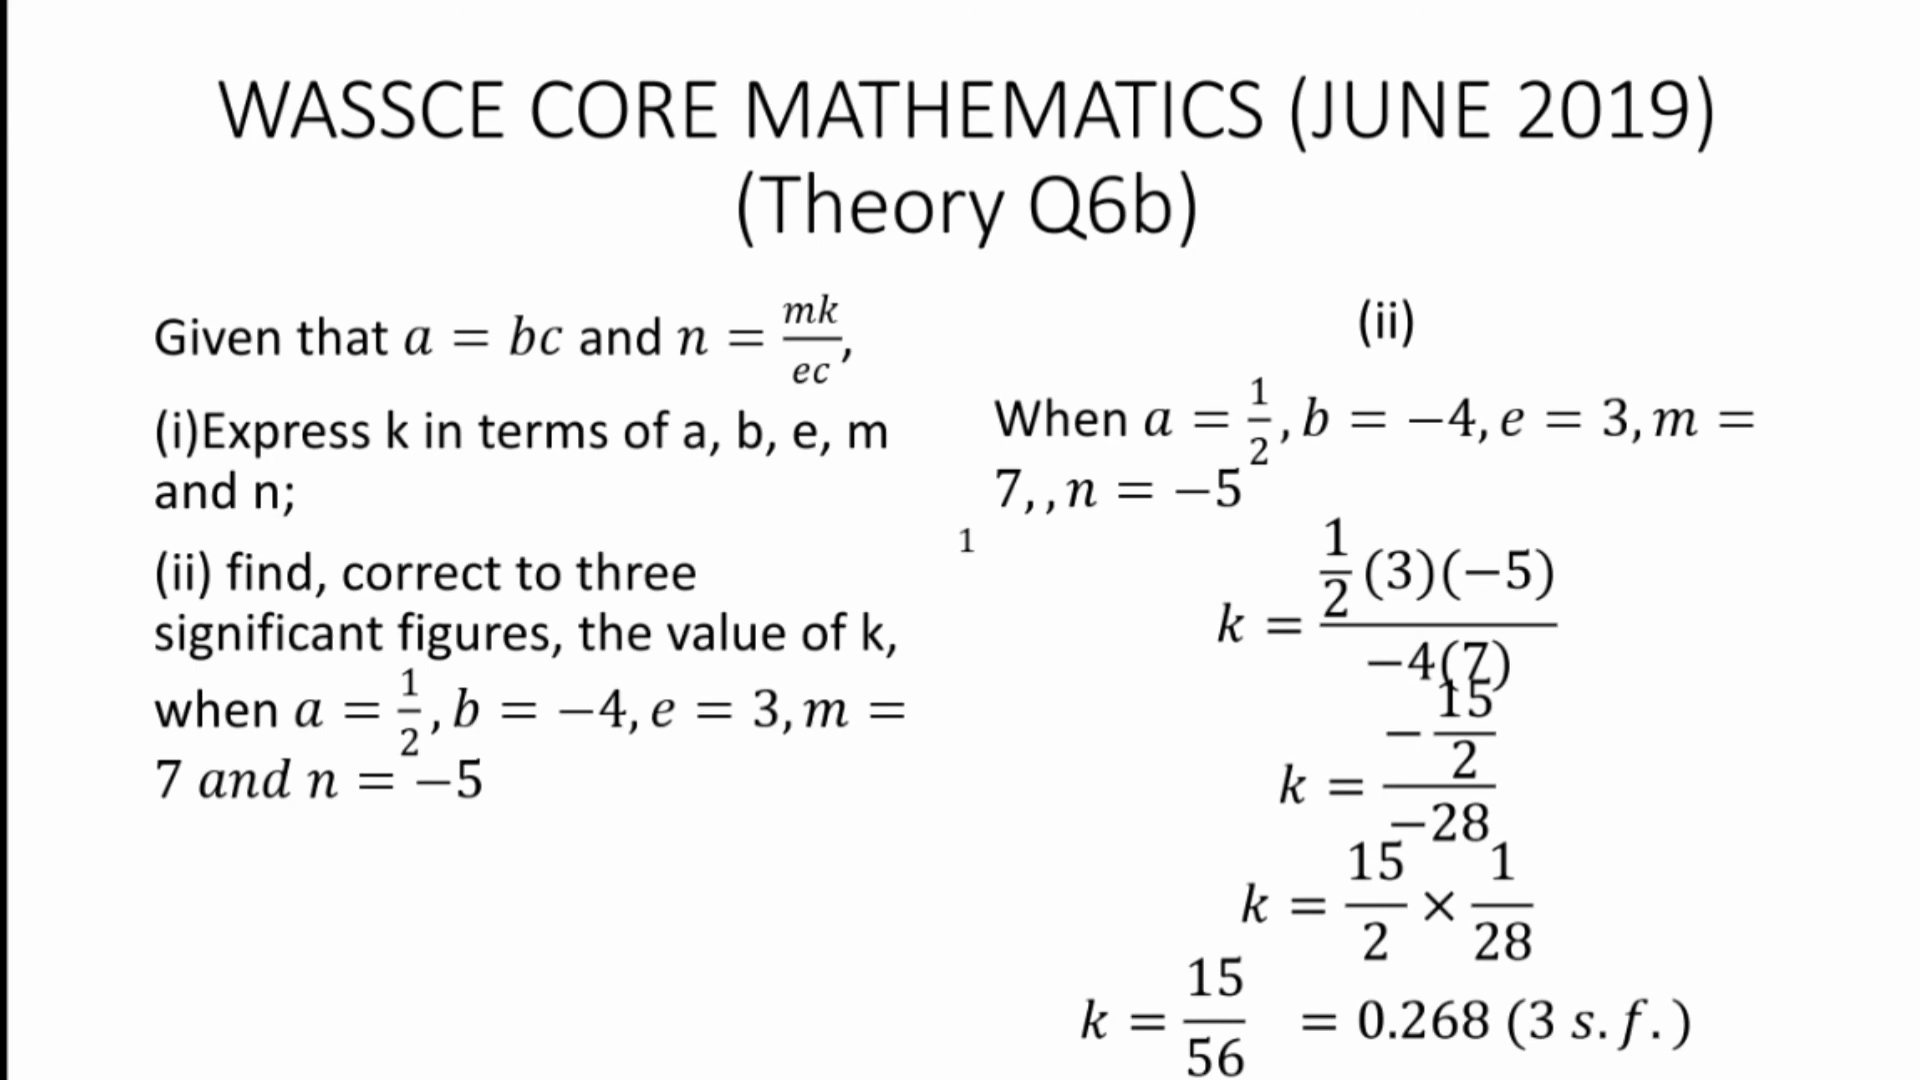 WASSCE CORE MATHEMATICS (JUNE 2019)
(Theory Q6b)
Given that a = bc and n = mk/ec,
(i)Express k in terms of a, b, e, m
and n;
(ii) find, correct to three
significant figures, the value of k,
when a = 1/2, b = −4, e = 3, m =
7 and n = −5
1
(ii)
When a = 1/2, b = −4, e = 3, m =
7, , n = −5
k = 1/2 (3)(−5) / −4(7)
k = − 15/2 / −28
k = 15/2 × 1/28
k = 15/56 = 0.268 (3 s. f. )